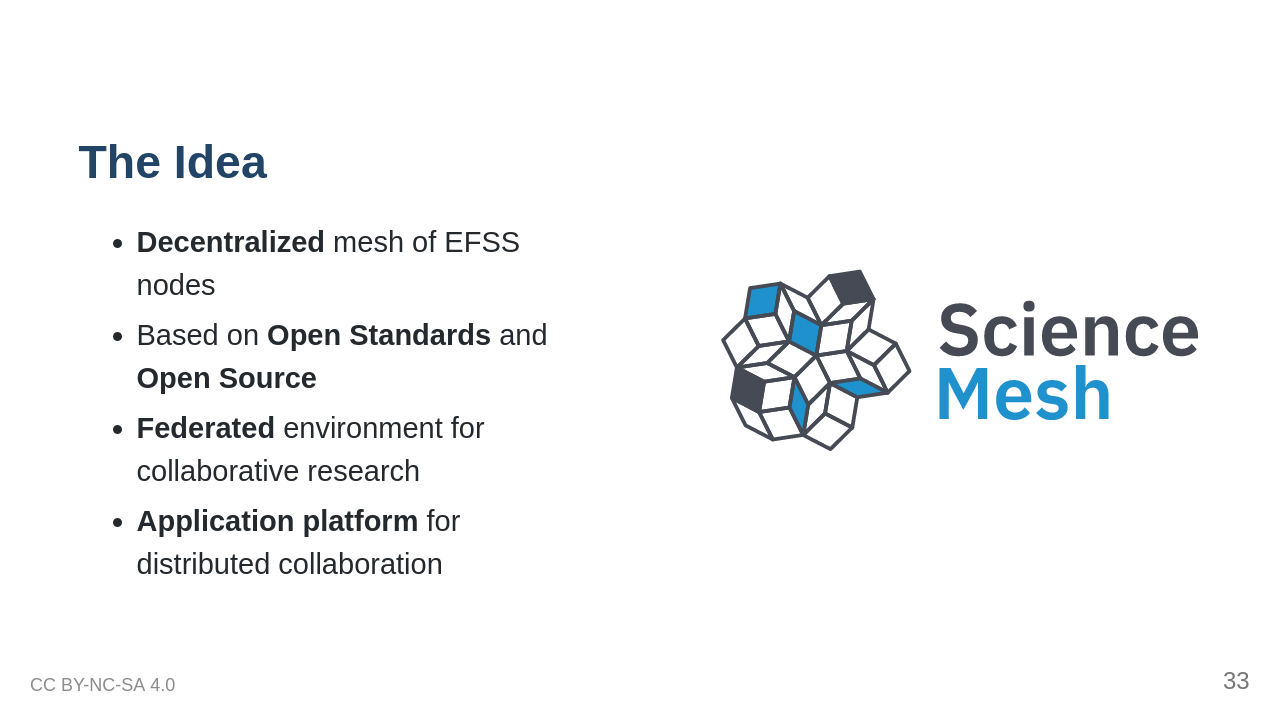 The Idea
• Decentralized mesh of EFSS
nodes
• Based on Open Standards and
Open Source
• Federated environment for
collaborative research
• Application platform for
distributed collaboration
Science
Mesh
CC BY-NC-SA 4.0
33